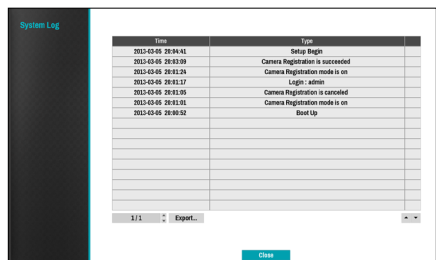 System Log
Time Type
2013-03-05 20:04:41 Setup Begin
2013-03-05 20:03:09 Camera Registration is succeeded
2013-03-05 20:01:24 Camera Registration mode is on
2013-03-05 20:01:17 Login : admin
2013-03-05 20:01:05 Camera Registration is canceled
2013-03-05 20:01:01 Camera Registration mode is on
2013-03-05 20:00:52 Boot Up
1 / 1 Export...
Close